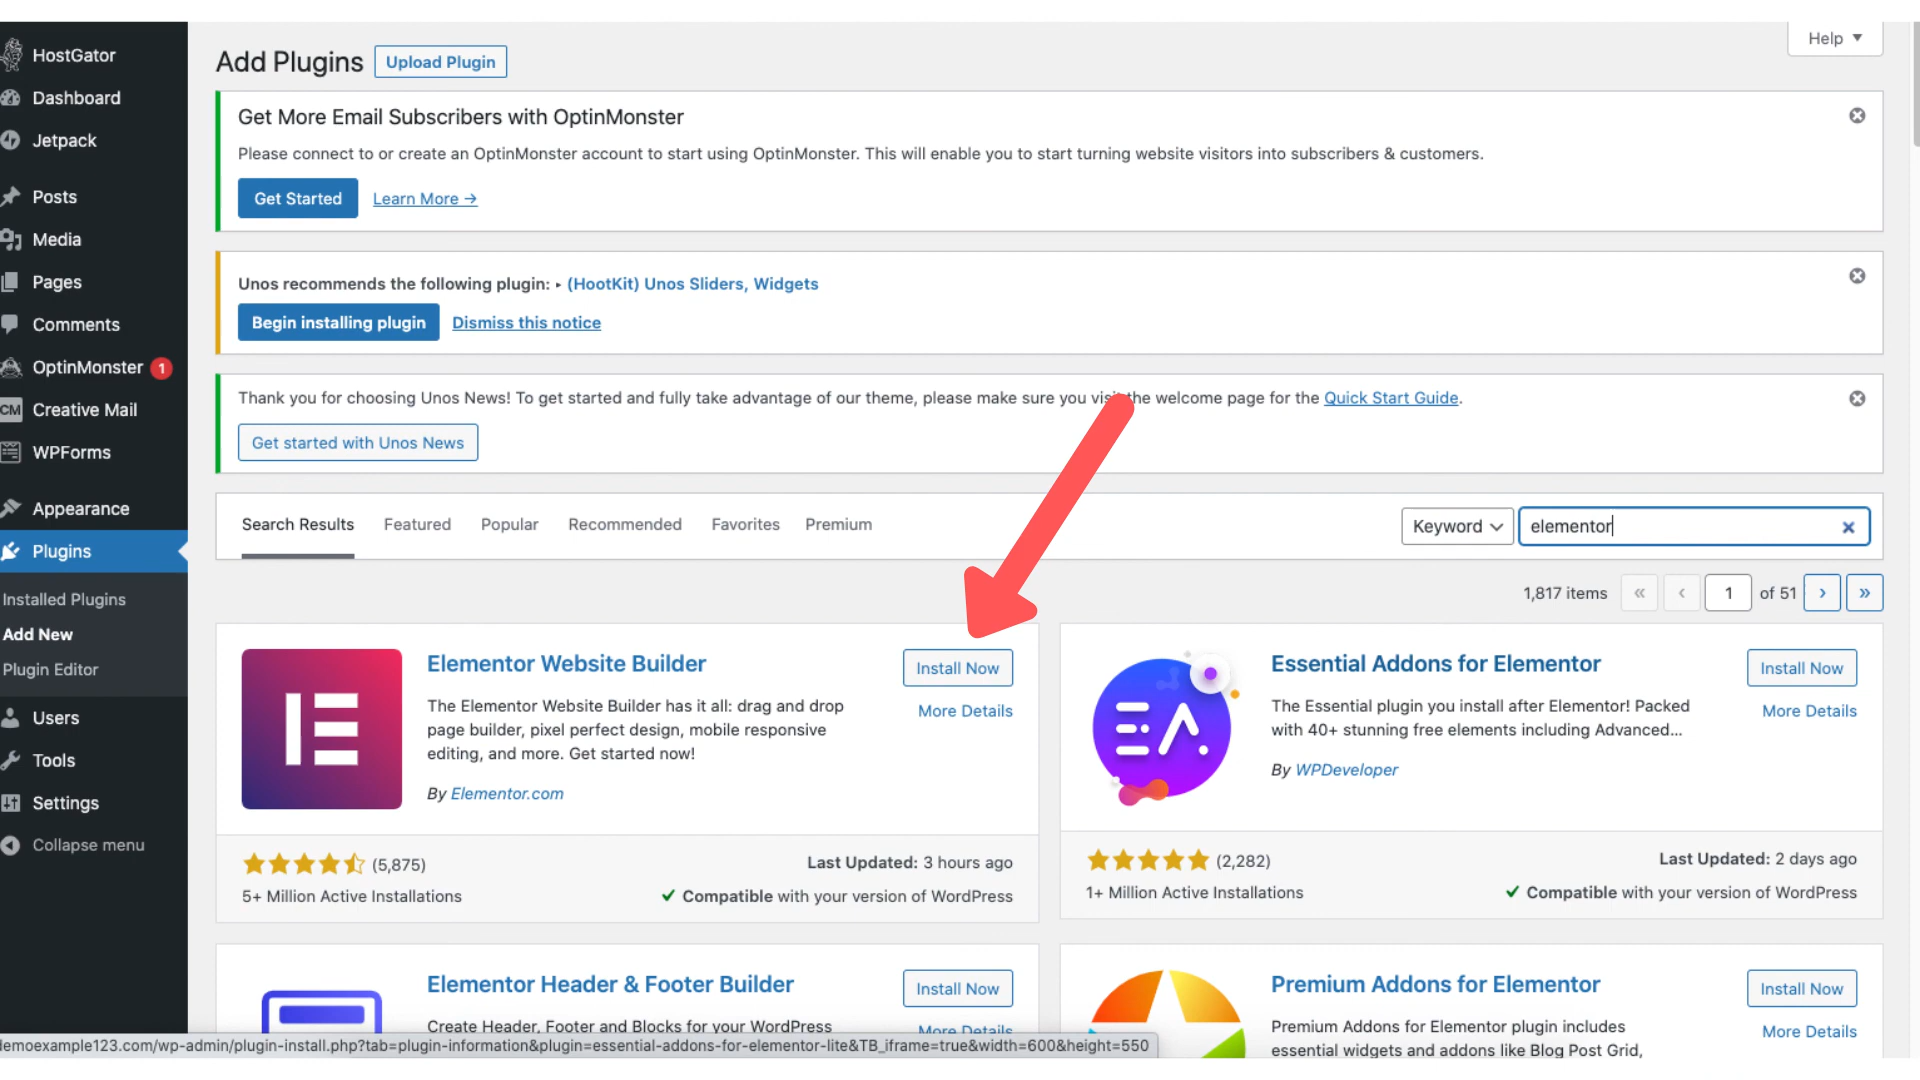 HostGator
Dashboard
Jetpack
Posts
Media
Pages
Comments
OptinMonster 1
CM Creative Mail
WPForms
Appearance
Plugins
Installed Plugins
Add New
Plugin Editor
Users
Tools
Settings
Collapse menu
Help
Add Plugins Upload Plugin
Get More Email Subscribers with OptinMonster
Please connect to or create an OptinMonster account to start using OptinMonster. This will enable you to start turning website visitors into subscribers & customers.
Get Started Learn More →
Unos recommends the following plugin: ▸ (HootKit) Unos Sliders, Widgets
Begin installing plugin Dismiss this notice
Thank you for choosing Unos News! To get started and fully take advantage of our theme, please make sure you visit the welcome page for the Quick Start Guide.
Get started with Unos News
Search Results Featured Popular Recommended Favorites Premium Keyword elementor
1,817 items « ‹ 1 of 51 › »
Elementor Website Builder
Install Now
More Details
The Elementor Website Builder has it all: drag and drop
page builder, pixel perfect design, mobile responsive
editing, and more. Get started now!
By Elementor.com
(5,875)
Last Updated: 3 hours ago
5+ Million Active Installations
Compatible with your version of WordPress
EA
Essential Addons for Elementor
Install Now
More Details
The Essential plugin you install after Elementor! Packed
with 40+ stunning free elements including Advanced...
By WPDeveloper
(2,282)
Last Updated: 2 days ago
1+ Million Active Installations
Compatible with your version of WordPress
Elementor Header & Footer Builder
Install Now
More Details
Create Header, Footer and Blocks for your WordPress
Premium Addons for Elementor
Install Now
More Details
Premium Addons for Elementor plugin includes
essential widgets and addons like Blog Post Grid,
demoexample123.com/wp-admin/plugin-install.php?tab=plugin-information&plugin=essential-addons-for-elementor-lite&TB_iframe=true&width=600&height=550